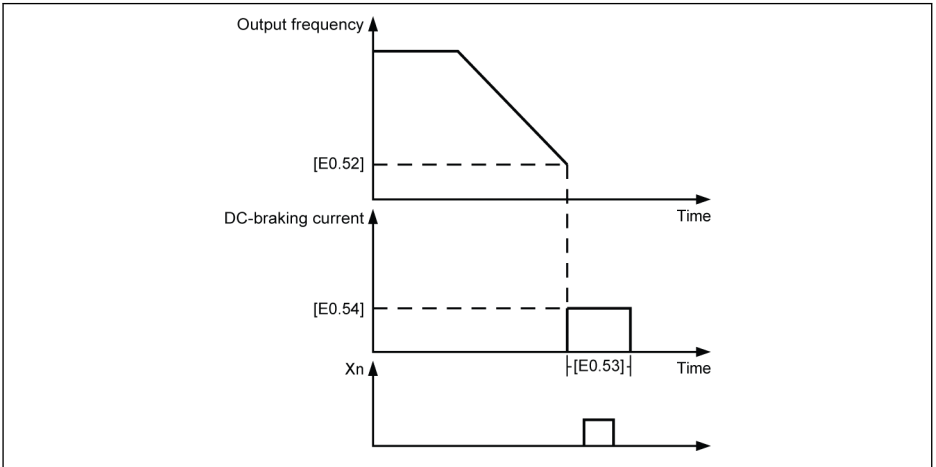 Output frequency
[E0.52]
Time
DC-braking current
[E0.54]
[E0.53]
Time
Xn